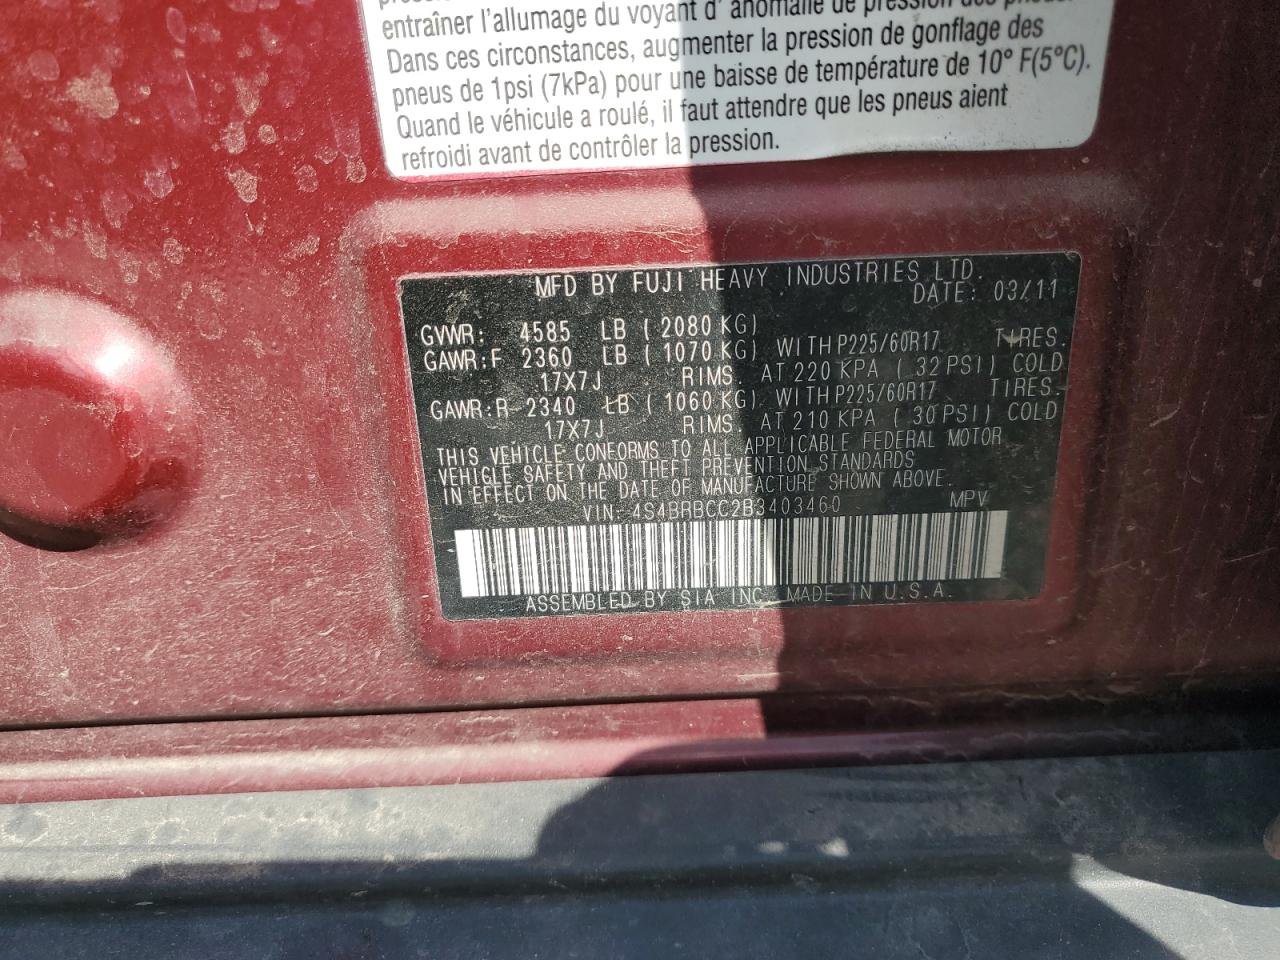 entraîner l'allumage du voyant d'anomalie de pression des pneus.
Dans ces circonstances, augmenter la pression de gonflage des
pneus de 1psi (7kPa) pour une baisse de température de 10° F(5°C).
Quand le véhicule a roulé, il faut attendre que les pneus aient
refroidi avant de contrôler la pression.
MFD BY FUJI HEAVY INDUSTRIES LTD.
DATE: 03/11
GVWR: 4585 LB (2080 KG)
GAWR:F 2360 LB (1070 KG) WITH P225/60R17 TIRES.
17X7J RIMS. AT 220 KPA (32 PSI) COLD
GAWR:R 2340 LB (1060 KG) WITH P225/60R17 TIRES.
17X7J RIMS. AT 210 KPA (30 PSI) COLD
THIS VEHICLE CONFORMS TO ALL APPLICABLE FEDERAL MOTOR
VEHICLE SAFETY AND THEFT PREVENTION STANDARDS
IN EFFECT ON THE DATE OF MANUFACTURE SHOWN ABOVE.
VIN: 4S4BRBCC2B3403460 MPV
ASSEMBLED BY SIA INC. MADE IN U.S.A.